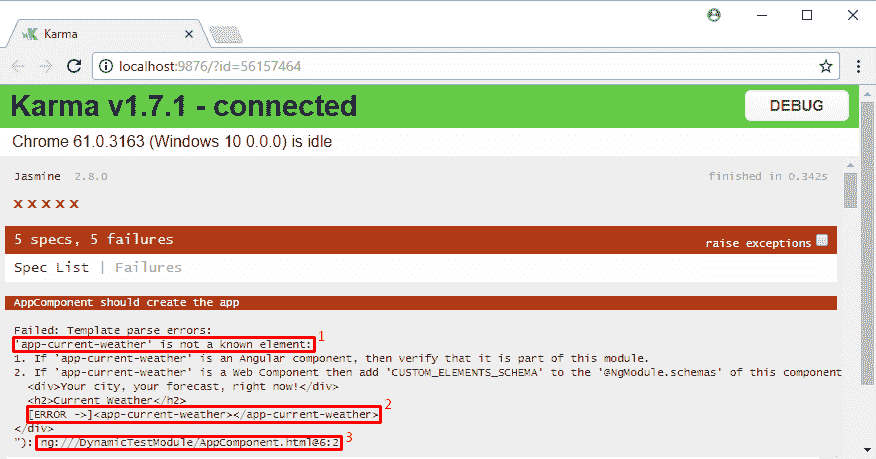 Karma
localhost:9876/?id=56157464
Karma v1.7.1 - connected
DEBUG
Chrome 61.0.3163 (Windows 10 0.0.0) is idle
Jasmine 2.8.0
finished in 0.342s
x x x x x
5 specs, 5 failures
raise exceptions
Spec List | Failures
AppComponent should create the app
Failed: Template parse errors:
'app-current-weather' is not a known element: 1
1. If 'app-current-weather' is an Angular component, then verify that it is part of this module.
2. If 'app-current-weather' is a Web Component then add 'CUSTOM_ELEMENTS_SCHEMA' to the '@NgModule.schemas' of this component
<div>Your city, your forecast, right now!</div>
<h2>Current Weather</h2>
[ERROR ->]<app-current-weather></app-current-weather> 2
</div>
"): ng:///DynamicTestModule/AppComponent.html@6:2 3